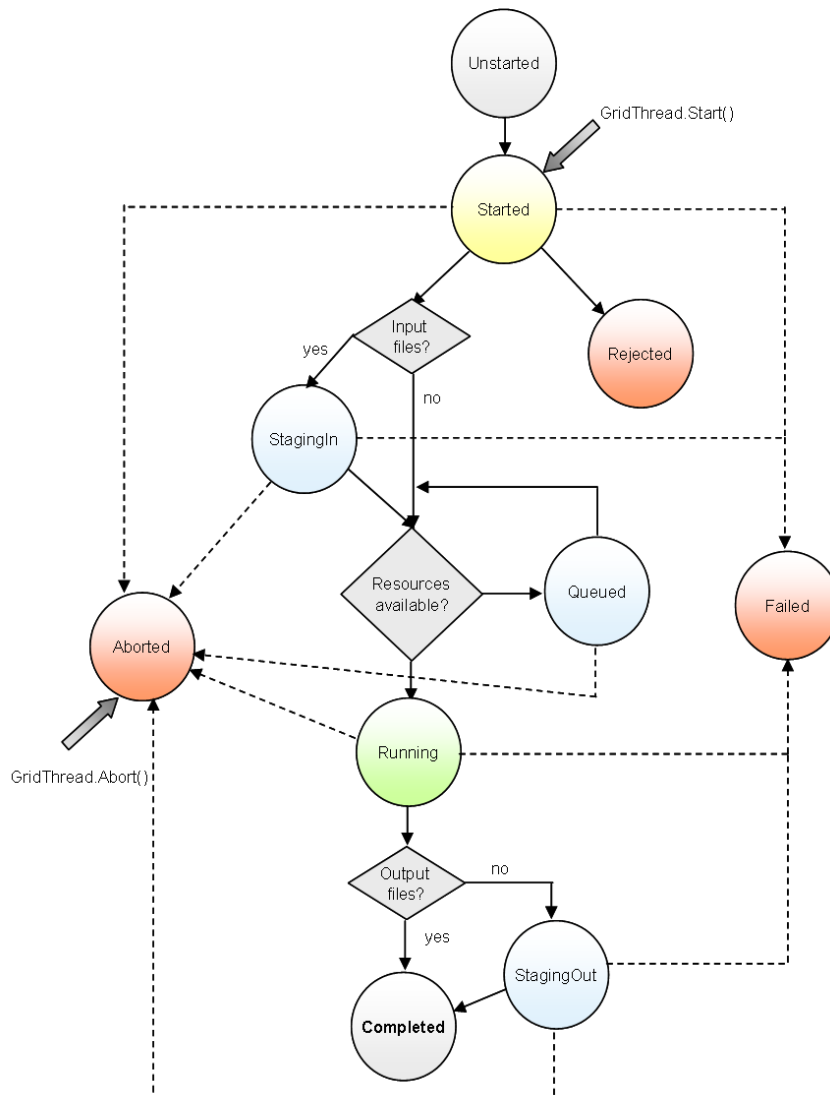 Unstarted
GridThread.Start()
Started
Input
files?
Rejected
yes
no
StagingIn
Resources
available?
Queued
Failed
Aborted
Running
GridThread.Abort()
Output
files?
no
yes
StagingOut
Completed